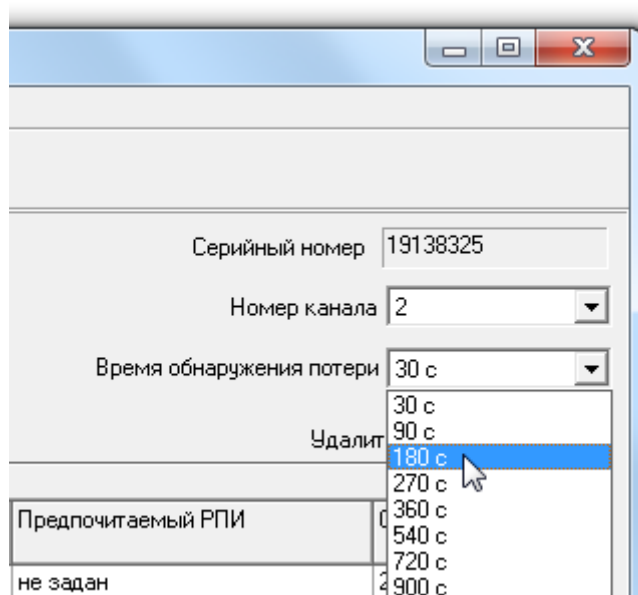 Серийный номер 19138325
Номер канала 2
Время обнаружения потери 30 с
30 с
Удалит 90 с
180 с
270 с
Предпочитаемый РПИ 360 с
540 с
720 с
не задан 900 с